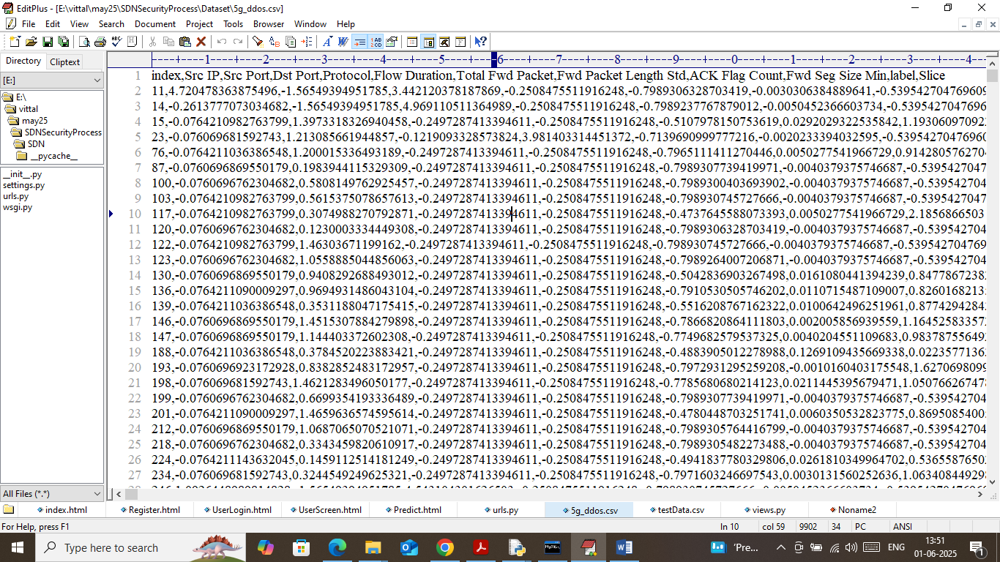 EditPlus - [E:\vittal\may25\SDNSecurityProcess\Dataset\5g_ddos.csv]
File Edit View Search Document Project Tools Browser Window Help
Directory Cliptext
[E:]
E:\
vittal
may25
SDNSecurityProcess
SDN
__pycache__
__init__.py
settings.py
urls.py
wsgi.py
All Files (*.*)
----+----1----+----2----+----3----+----4----+----5----+----6----+----7----+----8----+----9----+----0----+----1----+----2----+----3----+----4
1 index,Src IP,Src Port,Dst Port,Protocol,Flow Duration,Total Fwd Packet,Fwd Packet Length Std,ACK Flag Count,Fwd Seg Size Min,label,Slice
2 11,4.720478363875496,-1.56549394951785,3.442120378187869,-0.2508475511916248,-0.7989306328703419,-0.0030306384889641,-0.539542704769609
3 14,-0.2613777073034682,-1.56549394951785,4.969110511364989,-0.2508475511916248,-0.7989237767879012,-0.0050452366603734,-0.5395427047696
4 15,-0.0764210982763799,1.3973318326940458,-0.2497287413394611,-0.2508475511916248,-0.5107978150753619,0.0292029322535842,1.193060970922
5 23,-0.076069681592743,1.213085661944857,-0.1219093328573824,3.981403314451372,-0.7139690999777216,-0.0020233394032595,-0.5395427047696
6 76,-0.0764211036386548,1.200015336493189,-0.2497287413394611,-0.2508475511916248,-0.7965111411270446,0.0050277541966729,0.91428057627046
7 87,-0.0760696869550179,0.1983944115329309,-0.2497287413394611,-0.2508475511916248,-0.7989307739419971,-0.0040379375746687,-0.539542704
8 100,-0.0760696762304682,0.5808149762925457,-0.2497287413394611,-0.2508475511916248,-0.7989300403693902,-0.0040379375746687,-0.53954270
9 103,-0.0764210982763799,0.5615375078657613,-0.2497287413394611,-0.2508475511916248,-0.798930745727666,-0.0040379375746687,-0.539542704
10 117,-0.0764210982763799,0.3074988270792871,-0.2497287413394611,-0.2508475511916248,-0.4737645588073393,0.0050277541966729,2.1856866503
11 120,-0.0760696762304682,0.1230003334449308,-0.2497287413394611,-0.2508475511916248,-0.7989306328703419,-0.0040379375746687,-0.53954270
12 122,-0.0764210982763799,1.46303671199162,-0.2497287413394611,-0.2508475511916248,-0.798930745727666,-0.0040379375746687,-0.5395427047
13 123,-0.0760696762304682,1.0558885044856063,-0.2497287413394611,-0.2508475511916248,-0.7989264007206871,-0.0040379375746687,-0.5395427
14 130,-0.0760696869550179,0.9408292688493012,-0.2497287413394611,-0.2508475511916248,-0.5042836903267498,0.0161080441394239,0.847786723
15 136,-0.0764211090009297,0.9694931486043104,-0.2497287413394611,-0.2508475511916248,-0.7910530505746202,0.0110715487109007,0.826016821
16 139,-0.0764211036386548,0.3531188047175415,-0.2497287413394611,-0.2508475511916248,-0.5516208767162322,0.0100642496251961,0.877429428
17 146,-0.0760696869550179,1.4515307884279898,-0.2497287413394611,-0.2508475511916248,-0.7866820864111803,0.002005856939559,1.164525833572
18 147,-0.0760696869550179,1.144403372602308,-0.2497287413394611,-0.2508475511916248,-0.7749682579537325,0.0040204551109683,0.98378755649
19 188,-0.0764211036386548,0.3784520223883421,-0.2497287413394611,-0.2508475511916248,-0.4883905012278988,0.1269109435669338,0.022357713
20 193,-0.0760696923172928,0.8382852483172957,-0.2497287413394611,-0.2508475511916248,-0.7972931295259208,-0.0010160403175548,1.62706980
21 198,-0.076069681592743,1.4621283496050177,-0.2497287413394611,-0.2508475511916248,-0.778568068021412​3,0.0211445395679471,1.05076626747
22 199,-0.0760696762304682,0.6699354193336489,-0.2497287413394611,-0.2508475511916248,-0.7989307739419971,-0.0040379375746687,-0.53954270
23 201,-0.0764211090009297,1.4659636574595614,-0.2497287413394611,-0.2508475511916248,-0.4780448703251741,0.0060350532823775,0.869508540
24 212,-0.0760696869550179,1.0687065070521071,-0.2497287413394611,-0.2508475511916248,-0.7989305764416799,-0.0040379375746687,-0.5395427
25 218,-0.0760696762304682,0.3343459820610917,-0.2497287413394611,-0.2508475511916248,-0.7989305482273488,-0.0040379375746687,-0.5395427
26 224,-0.0764211143632045,0.1459112514181249,-0.2497287413394611,-0.2508475511916248,-0.4941837780329806,0.0261810349964702,0.536558765
27 234,-0.076069681592743,0.3244549249625321,-0.2497287413394611,-0.2508475511916248,-0.7971603246697543,0.0030131560252636,1.063408449298
index.html Register.html UserLogin.html UserScreen.html Predict.html urls.py 5g_ddos.csv testData.csv views.py Noname2
For Help, press F1 ln 10 col 59 9902 34 PC ANSI
Type here to search 'Pre... ENG 13:51
01-06-2025